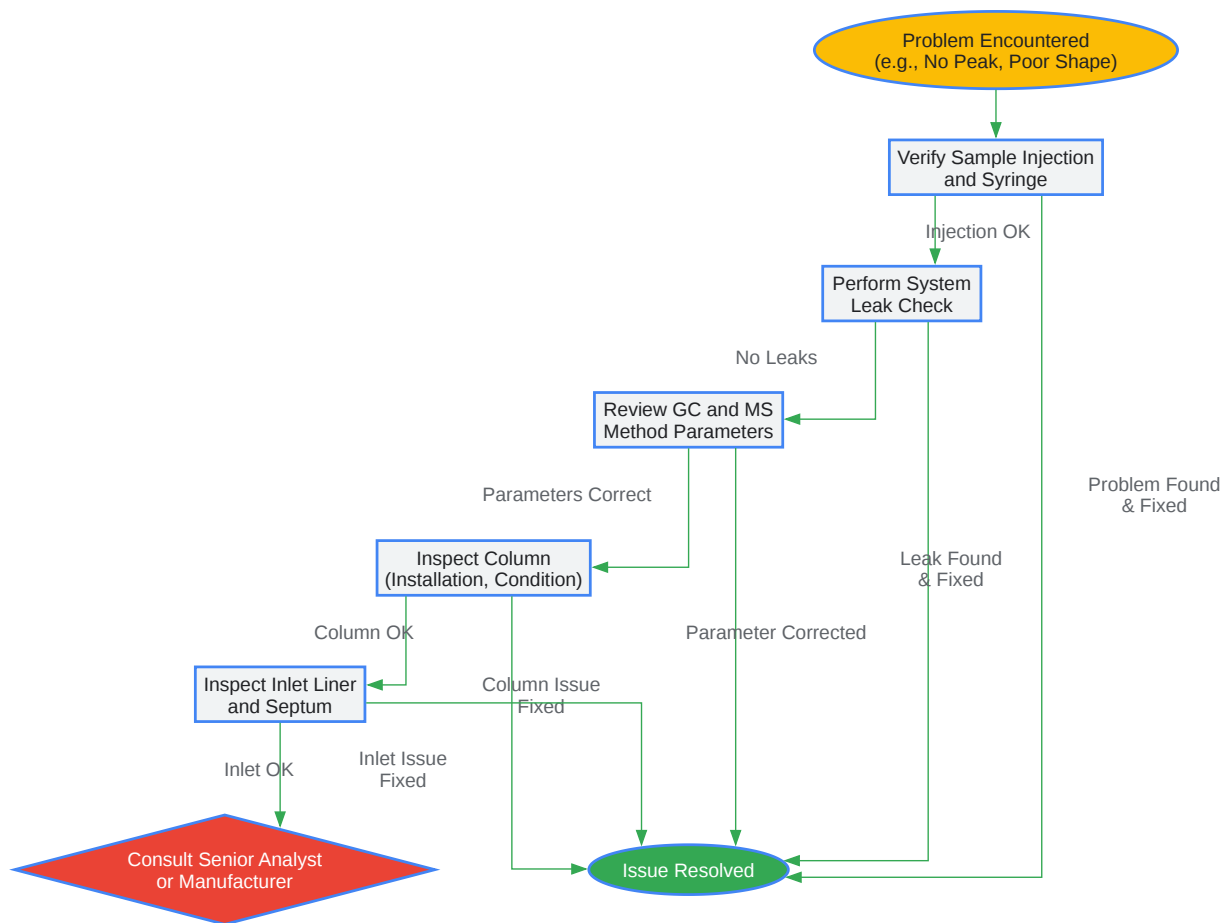 Problem Encountered
(e.g., No Peak, Poor Shape)
Verify Sample Injection
and Syringe
Injection OK
Perform System
Leak Check
No Leaks
Review GC and MS
Method Parameters
Problem Found
& Fixed
Parameters Correct
Inspect Column
(Installation, Condition)
Leak Found
& Fixed
Column OK
Parameter Corrected
Inspect Inlet Liner
and Septum
Column Issue
Fixed
Inlet OK
Inlet Issue
Fixed
Consult Senior Analyst
or Manufacturer
Issue Resolved